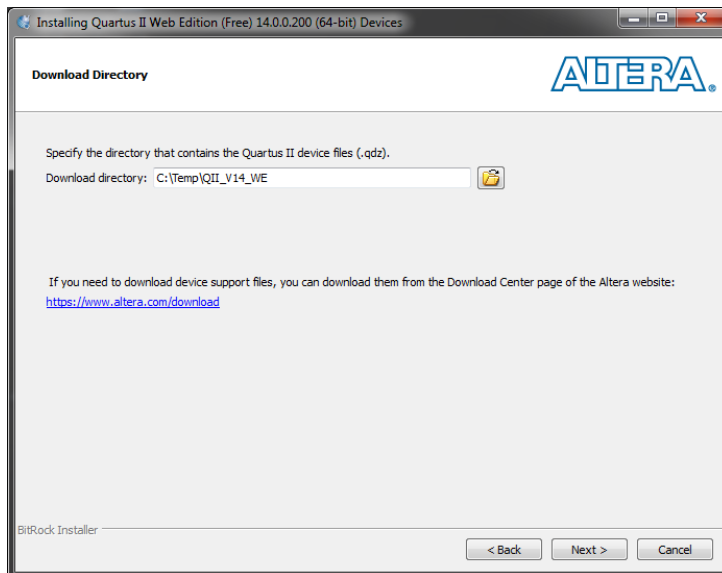 Installing Quartus II Web Edition (Free) 14.0.0.200 (64-bit) Devices
Download Directory
ALTERA®
Specify the directory that contains the Quartus II device files (.qdz).
Download directory: C:\Temp\QII_V14_WE
If you need to download device support files, you can download them from the Download Center page of the Altera website:
https://www.altera.com/download
BitRock Installer
< Back Next > Cancel